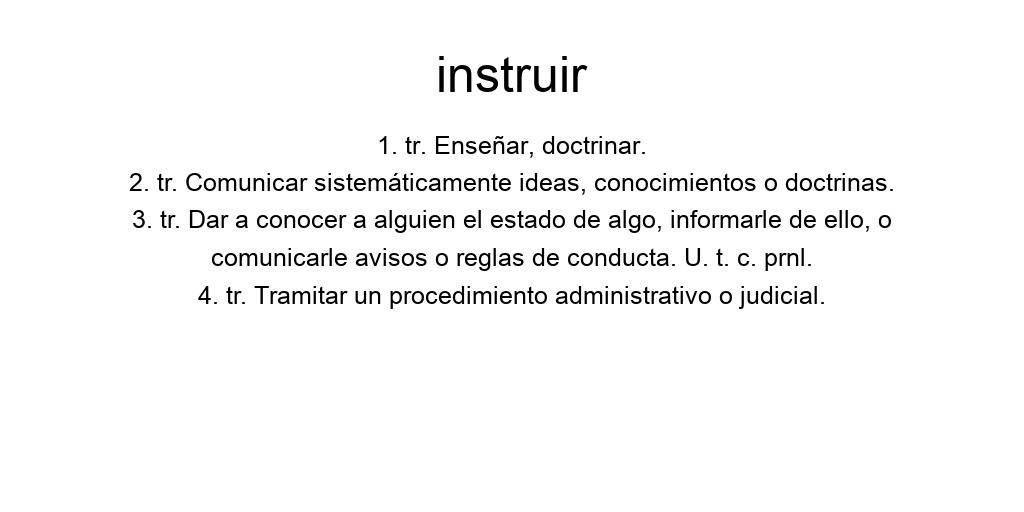 instruir
1. tr. Enseñar, doctrinar.
2. tr. Comunicar sistemáticamente ideas, conocimientos o doctrinas.
3. tr. Dar a conocer a alguien el estado de algo, informarle de ello, o
comunicarle avisos o reglas de conducta. U. t. c. prnl.
4. tr. Tramitar un procedimiento administrativo o judicial.